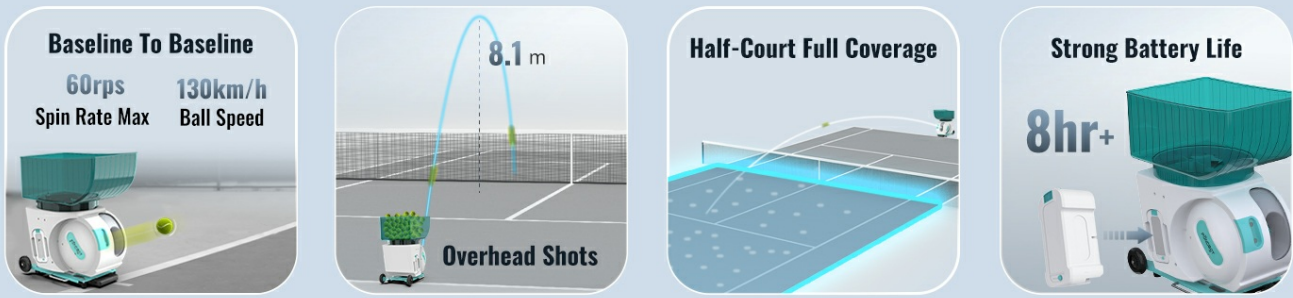 Baseline To Baseline
60rps
Spin Rate Max
130km/h
Ball Speed
8.1 m
Overhead Shots
Half-Court Full Coverage
Strong Battery Life
8hr+